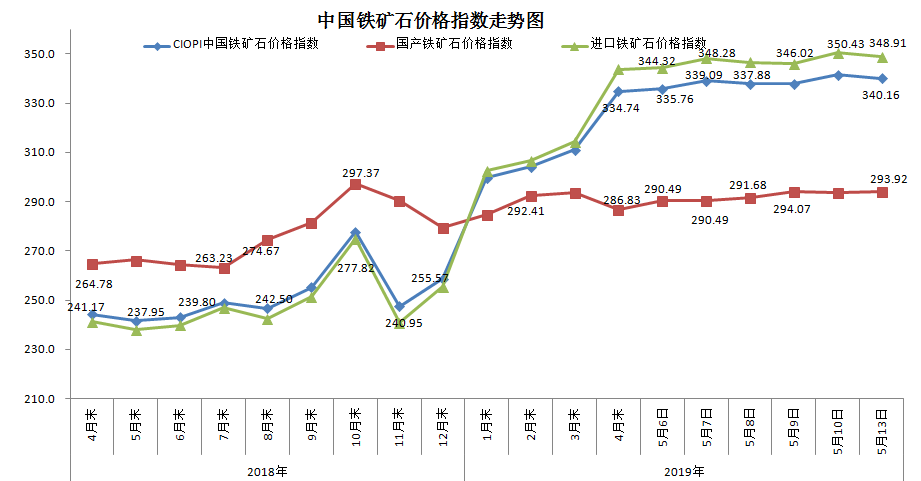 中国铁矿石价格指数走势图
CIOPI中国铁矿石价格指数 国产铁矿石价格指数 进口铁矿石价格指数
350.0
330.0
310.0
290.0
270.0
250.0
230.0
210.0
344.32 348.28 346.02 350.43 348.91
334.74 335.76 339.09 337.88 340.16
264.78 263.23 274.67 297.37 292.41 286.83 290.49 290.49 291.68 294.07 293.92
241.17 237.95 239.80 242.50 277.82 240.95 255.57
4月末 5月末 6月末 7月末 8月末 9月末 10月末 11月末 12月末 1月末 2月末 3月末 4月末 5月6日 5月7日 5月8日 5月9日 5月10日 5月13日
2018年 2019年